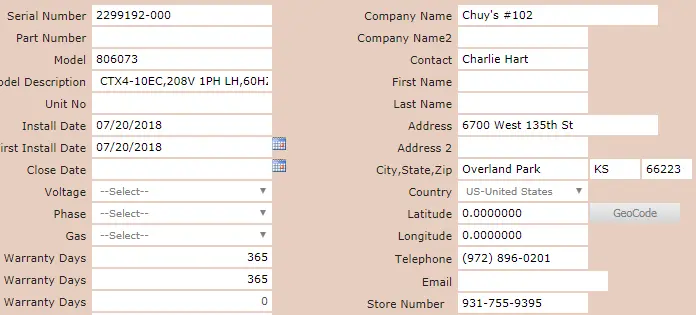 Serial Number 2299192-000
Part Number
Model 806073
odel Description CTX4-10EC,208V 1PH LH,60HZ
Unit No
Install Date 07/20/2018
irst Install Date 07/20/2018
Close Date
Voltage --Select--
Phase --Select--
Gas --Select--
Warranty Days 365
Warranty Days 365
Warranty Days 0
Company Name Chuy's #102
Company Name2
Contact Charlie Hart
First Name
Last Name
Address 6700 West 135th St
Address 2
City,State,Zip Overland Park KS 66223
Country US-United States
Latitude 0.0000000 GeoCode
Longitude 0.0000000
Telephone (972) 896-0201
Email
Store Number 931-755-9395